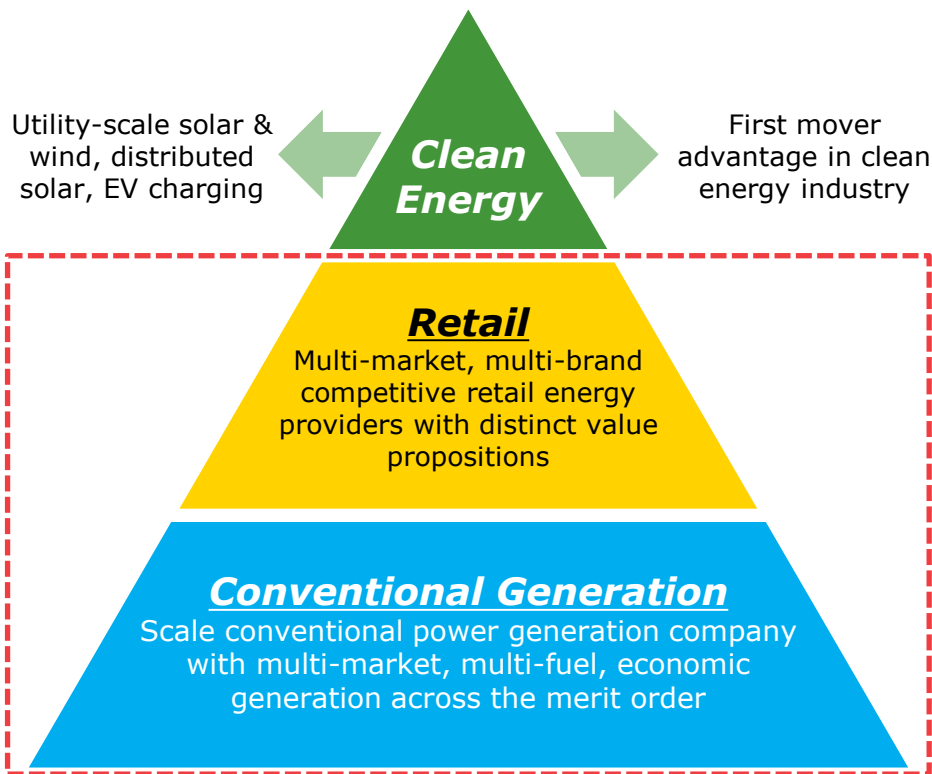 Utility-scale solar &
wind, distributed
solar, EV charging
Clean
Energy
First mover
advantage in clean
energy industry
Retail
Multi-market, multi-brand
competitive retail energy
providers with distinct value
propositions
Conventional Generation
Scale conventional power generation company
with multi-market, multi-fuel, economic
generation across the merit order